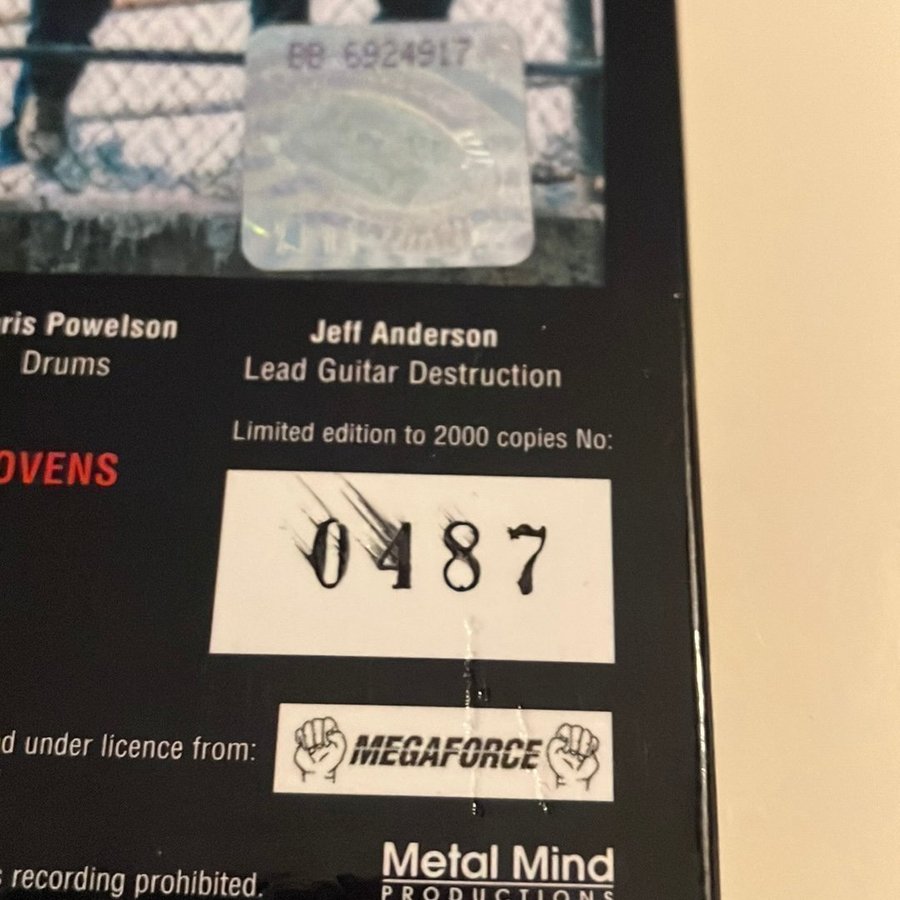 BB 6924917
ris Powelson
Drums
Jeff Anderson
Lead Guitar Destruction
Limited edition to 2000 copies No:
OVENS
0487
d under licence from:
MEGAFORCE
s recording prohibited.
Metal Mind
PRODUCTIONS